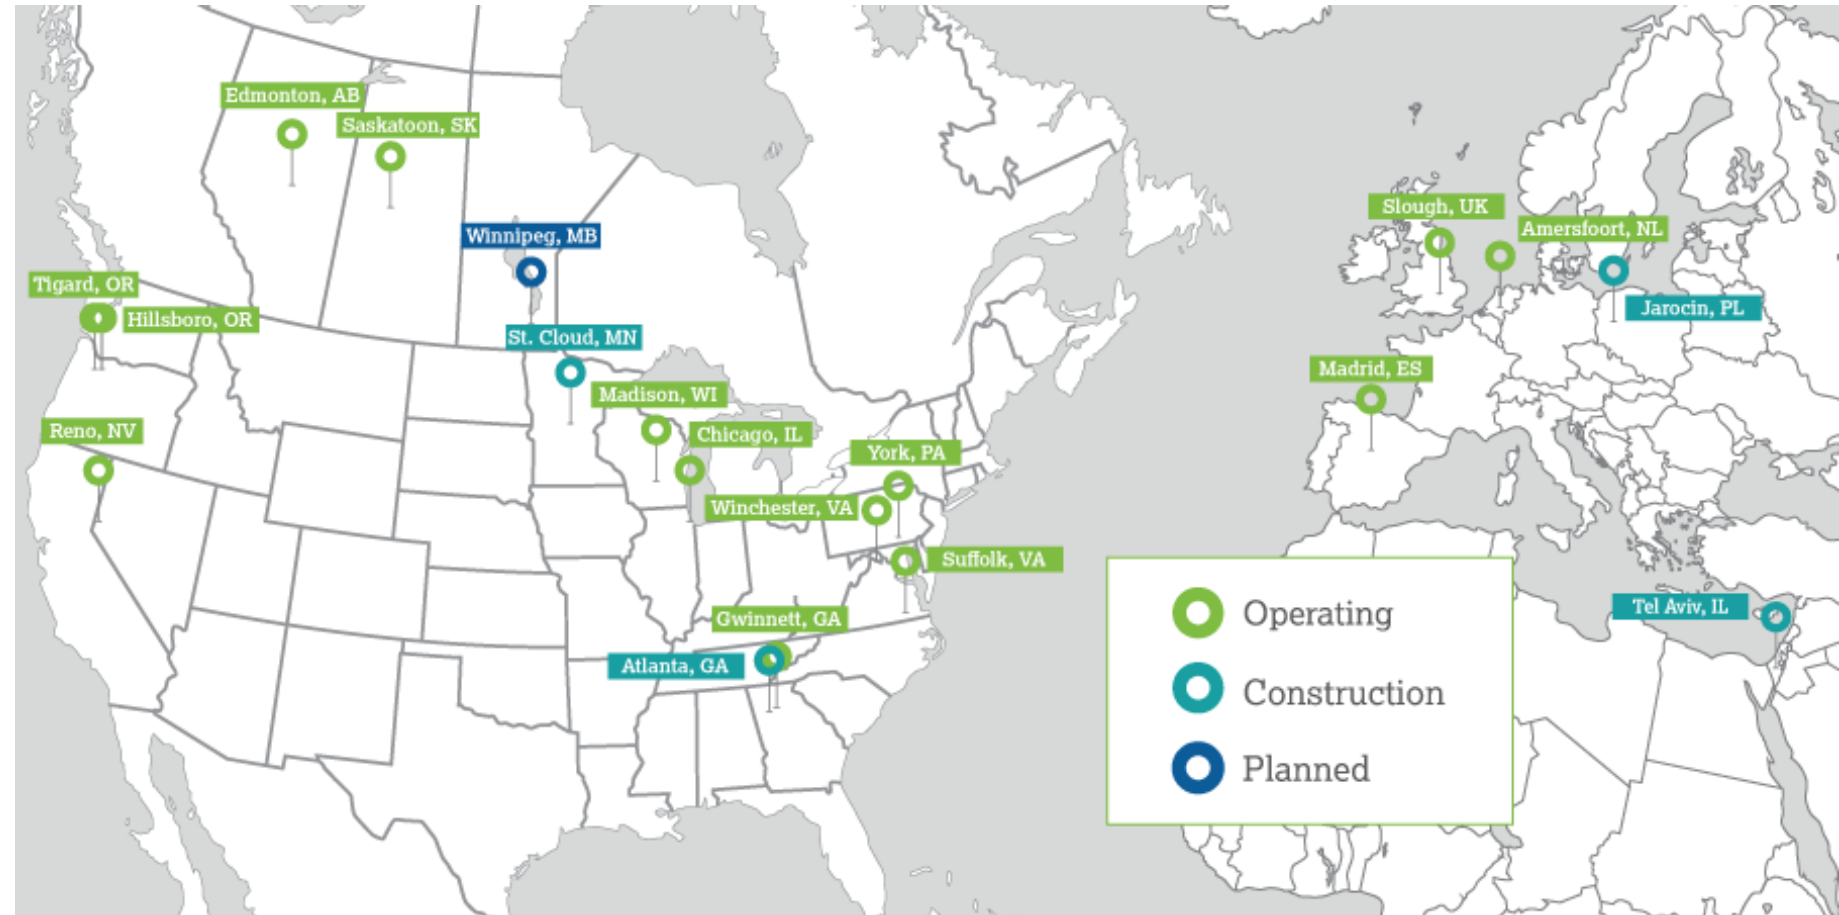 Edmonton, AB
Saskatoon, SK
Winnipeg, MB
Tigard, OR
Hillsboro, OR
St. Cloud, MN
Madison, WI
Reno, NV
Chicago, IL
York, PA
Winchester, VA
Suffolk, VA
Gwinnett, GA
Atlanta, GA
Slough, UK
Amersfoort, NL
Jarocin, PL
Madrid, ES
Tel Aviv, IL
Operating
Construction
Planned